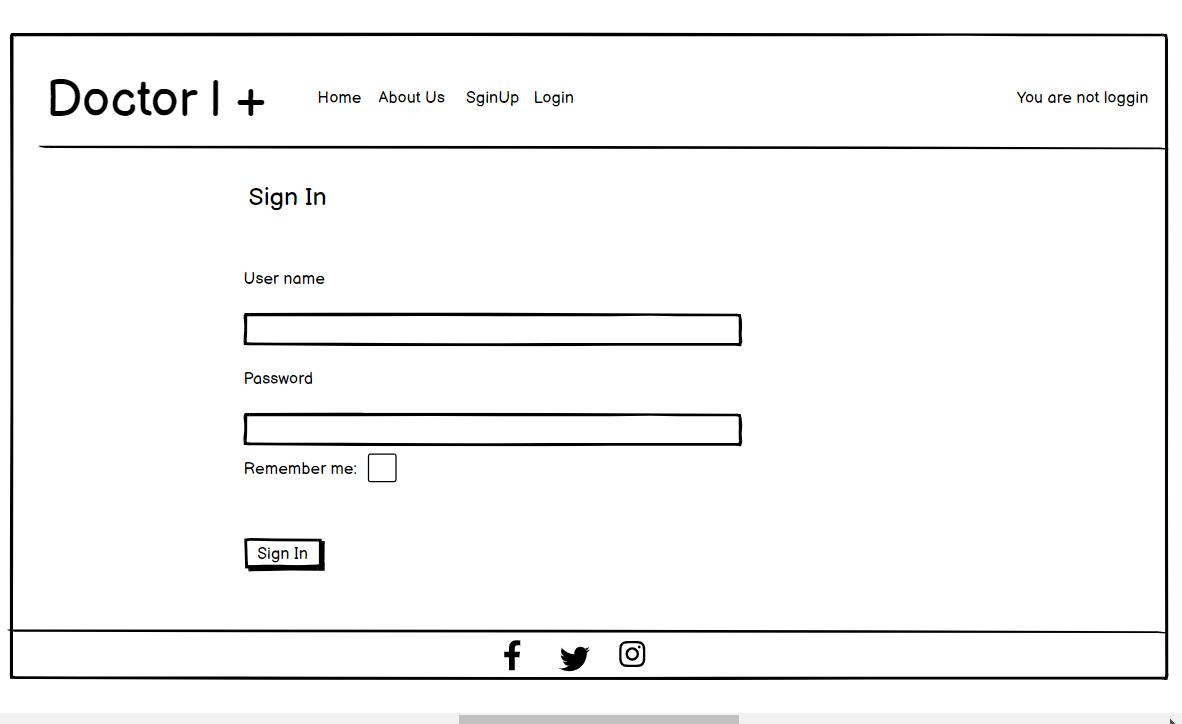 Doctor | + Home About Us SginUp Login You are not loggin
Sign In
User name
Password
Remember me:
Sign In